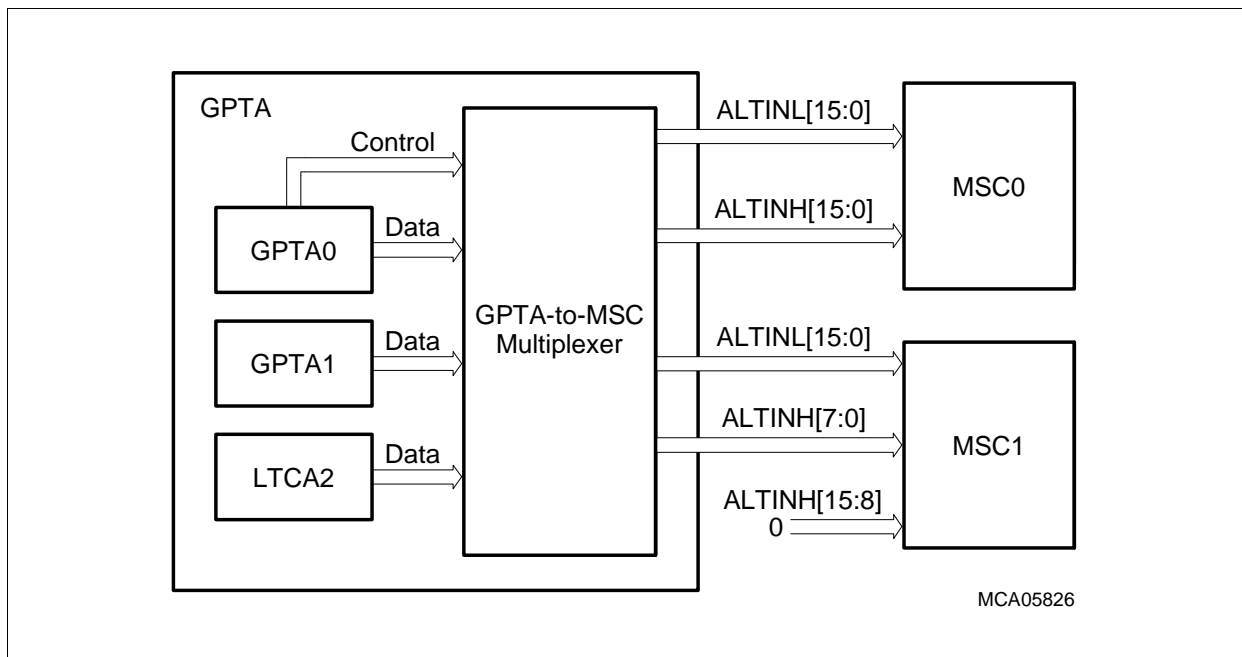 GPTA
Control
GPTA0
Data
GPTA1
Data
LTCA2
Data
GPTA-to-MSC
Multiplexer
ALTINL[15:0]
ALTINH[15:0]
MSC0
ALTINL[15:0]
ALTINH[7:0]
ALTINH[15:8]
0
MSC1
MCA05826